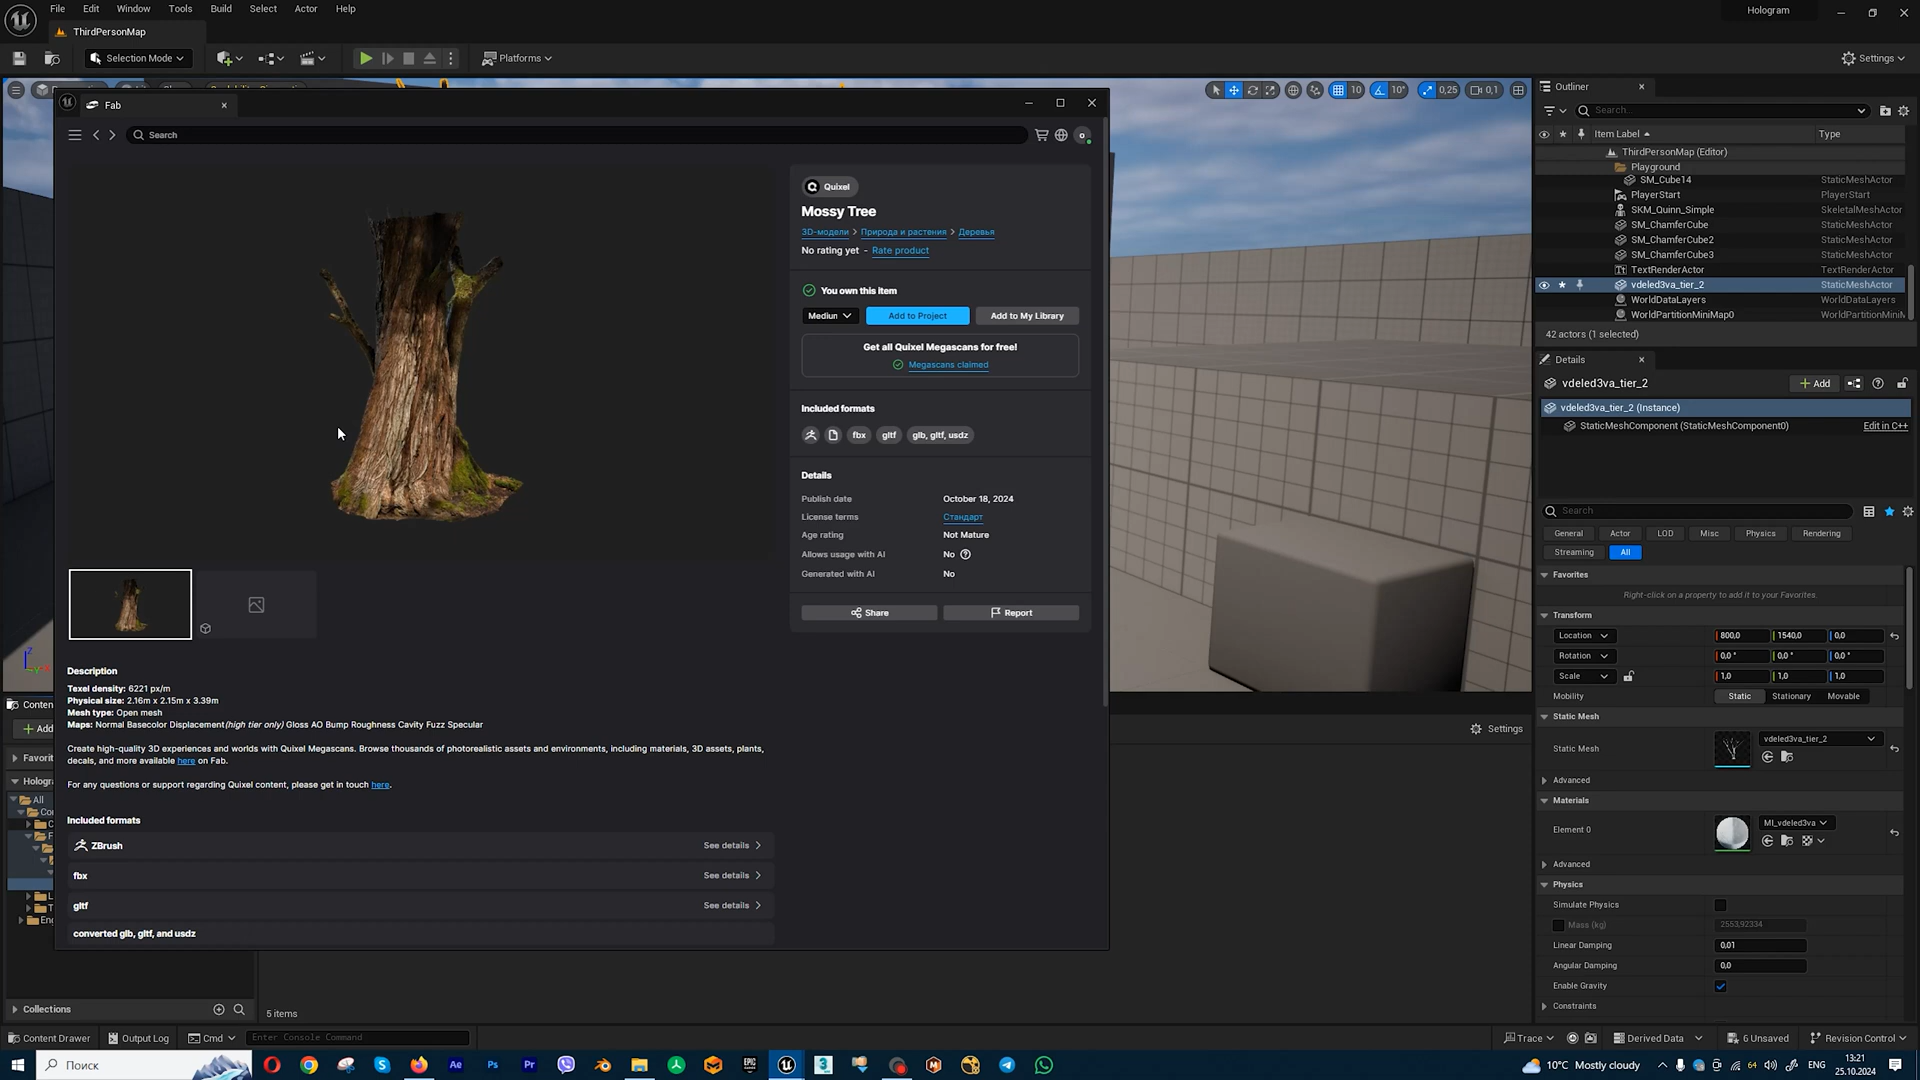 File Edit Window Tools Build Select Actor Help
Hologram
ThirdPersonMap
Selection Mode
Platforms
Settings
Fab
10
10°
0,25
0,1
Search
Quixel
Mossy Tree
3D-модели > Природа и растения > Деревья
No rating yet - Rate product
You own this item
Mediun
Add to Project
Add to My Library
Get all Quixel Megascans for free!
Megascans claimed
Included formats
fbx
gltf
glb, gltf, usdz
Details
Publish date October 18, 2024
License terms Стандарт
Age rating Not Mature
Allows usage with AI No
Generated with AI No
Share
Report
Description
Texel density: 6221 px/m
Physical size: 2.16m x 2.15m x 3.39m
Mesh type: Open mesh
Maps: Normal Basecolor Displacement(high tier only) Gloss AO Bump Roughness Cavity Fuzz Specular
Create high-quality 3D experiences and worlds with Quixel Megascans. Browse thousands of photorealistic assets and environments, including materials, 3D assets, plants,
decals, and more available here on Fab.
For any questions or support regarding Quixel content, please get in touch here.
Included formats
ZBrush See details
fbx See details
gltf See details
converted glb, gltf, and usdz
Outliner
Search...
Item Label Type
ThirdPersonMap (Editor)
Playground
SM_Cube14 StaticMeshActor
PlayerStart PlayerStart
SKM_Quinn_Simple SkeletalMeshActor
SM_ChamferCube StaticMeshActor
SM_ChamferCube2 StaticMeshActor
SM_ChamferCube3 StaticMeshActor
TextRenderActor TextRenderActor
vdeled3va_tier_2 StaticMeshActor
WorldDataLayers WorldDataLayers
WorldPartitionMiniMap0 WorldPartitionMiniM
42 actors (1 selected)
Details
vdeled3va_tier_2
Add
vdeled3va_tier_2 (Instance)
StaticMeshComponent (StaticMeshComponent0) Edit in C++
Search
General Actor LOD Misc Physics Rendering
Streaming All
Favorites
Right-click on a property to add it to your Favorites.
Transform
Location 800,0 1540,0 0,0
Rotation 0,0 ° 0,0 ° 0,0 °
Scale 1,0 1,0 1,0
Mobility Static Stationary Movable
Static Mesh
Static Mesh vdeled3va_tier_2
Advanced
Materials
Element 0 MI_vdeled3va
Advanced
Physics
Simulate Physics
Mass (kg) 2553,92334
Linear Damping 0,01
Angular Damping 0,0
Enable Gravity
Constraints
Conten
Add
Settings
Favori
Hologr
All
Co
C
F
L
T
En
Collections
5 items
Content Drawer Output Log Cmd Enter Console Command
Trace Derived Data 6 Unsaved Revision Control
Поиск
10°C Mostly cloudy
64
ENG
13:21
25.10.2024